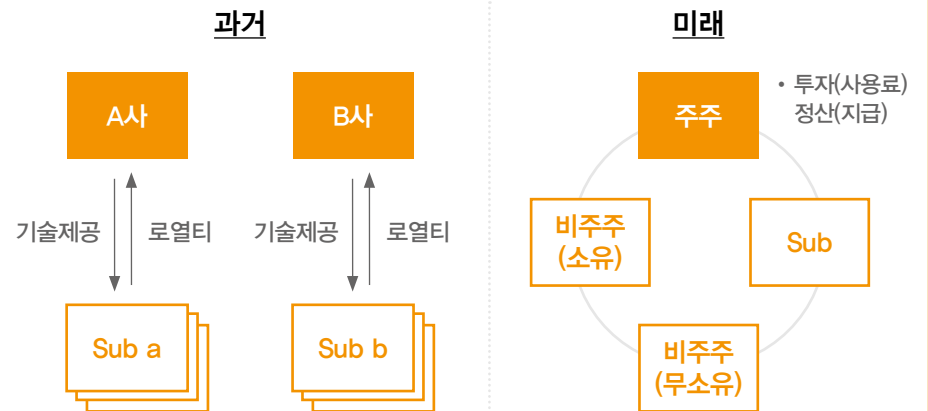 과거
A사
B사
기술제공
로열티
기술제공
로열티
Sub a
Sub b
미래
주주
• 투자(사용료)
정산(지급)
비주주
(소유)
Sub
비주주
(무소유)